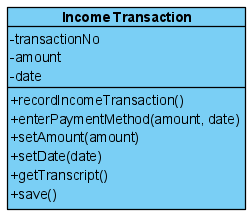 Income Transaction
-transactionNo
-amount
-date
+recordIncomeTransaction()
+enterPaymentMethod(amount, date)
+setAmount(amount)
+setDate(date)
+getTranscript()
+save()